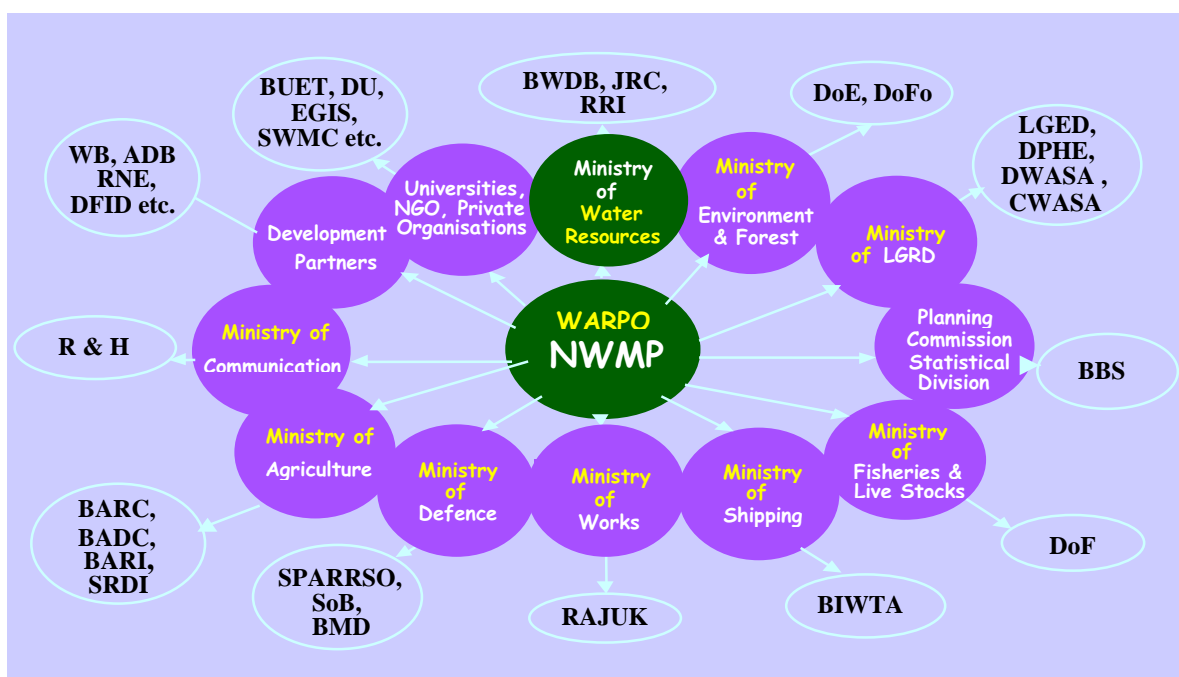 BUET, DU,
EGIS,
SWMC etc.
BWDB, JRC,
RRI
DoE, DoFo
LGED,
DPHE,
DWASA ,
CWASA
WB, ADB
RNE,
DFID etc.
Universities,
NGO, Private
Organisations
Ministry
of
Water
Resources
Ministry
of
Environment
& Forest
Ministry
of LGRD
Development
Partners
WARPO
NWMP
Planning
Commission
Statistical
Division
BBS
R & H
Ministry of
Communication
Ministry of
Agriculture
Ministry
of
Defence
Ministry
of
Works
Ministry
of
Shipping
Ministry
of
Fisheries &
Live Stocks
BARC,
BADC,
BARI,
SRDI
SPARRSO,
SoB,
BMD
RAJUK
BIWTA
DoF